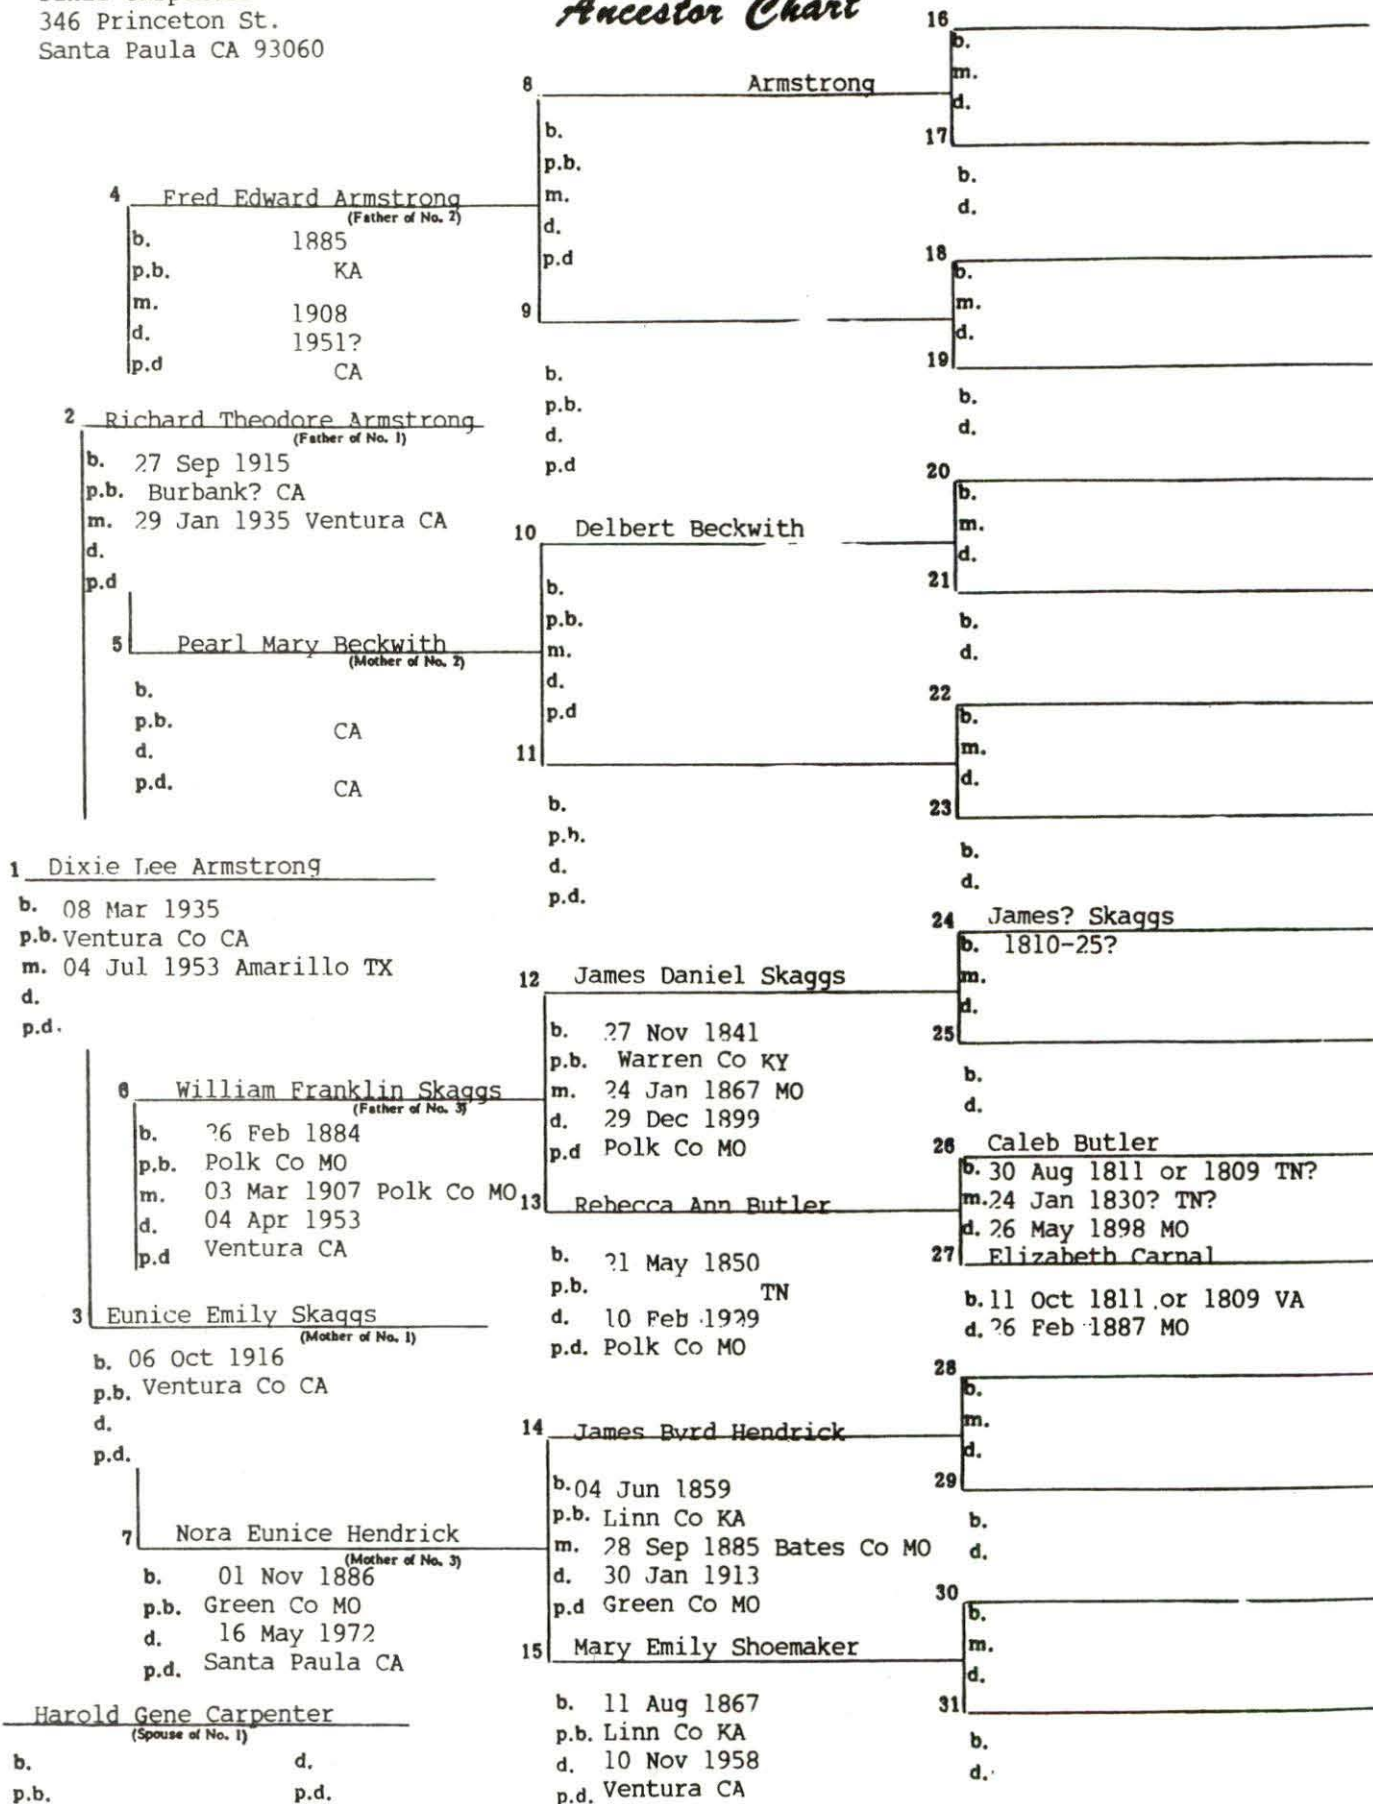 346 Princeton St.
Santa Paula CA 93060
Ancestor Chart
16
b.
m.
d.
17
b.
d.
8 Armstrong
b.
p.b.
m.
d.
p.d
4 Fred Edward Armstrong
(Father of No. 2)
b. 1885
p.b. KA
m. 1908
d. 1951?
p.d CA
18
b.
m.
d.
19
b.
d.
9
b.
p.b.
d.
p.d
2 Richard Theodore Armstrong
(Father of No. 1)
b. 27 Sep 1915
p.b. Burbank? CA
m. 29 Jan 1935 Ventura CA
d.
p.d
20
b.
m.
d.
21
b.
d.
10 Delbert Beckwith
b.
p.b.
m.
d.
p.d
5 Pearl Mary Beckwith
(Mother of No. 2)
b.
p.b. CA
d.
p.d. CA
22
b.
m.
d.
23
b.
d.
11
b.
p.b.
d.
p.d.
1 Dixie Lee Armstrong
b. 08 Mar 1935
p.b. Ventura Co CA
m. 04 Jul 1953 Amarillo TX
d.
p.d.
24 James? Skaggs
b. 1810-25?
m.
d.
25
b.
d.
12 James Daniel Skaggs
b. 27 Nov 1841
p.b. Warren Co KY
m. 24 Jan 1867 MO
d. 29 Dec 1899
p.d Polk Co MO
6 William Franklin Skaggs
(Father of No. 3)
b. 26 Feb 1884
p.b. Polk Co MO
m. 03 Mar 1907 Polk Co MO
d. 04 Apr 1953
p.d Ventura CA
26 Caleb Butler
b. 30 Aug 1811 or 1809 TN?
m. 24 Jan 1830? TN?
d. 26 May 1898 MO
27 Elizabeth Carnal
b. 11 Oct 1811 or 1809 VA
d. 26 Feb 1887 MO
13 Rebecca Ann Butler
b. 21 May 1850
p.b. TN
d. 10 Feb 1929
p.d. Polk Co MO
3 Eunice Emily Skaggs
(Mother of No. 1)
b. 06 Oct 1916
p.b. Ventura Co CA
d.
p.d.
28
b.
m.
d.
29
b.
d.
14 James Byrd Hendrick
b. 04 Jun 1859
p.b. Linn Co KA
m. 28 Sep 1885 Bates Co MO
d. 30 Jan 1913
p.d Green Co MO
7 Nora Eunice Hendrick
(Mother of No. 3)
b. 01 Nov 1886
p.b. Green Co MO
d. 16 May 1972
p.d. Santa Paula CA
30
b.
m.
d.
31
b.
d.
15 Mary Emily Shoemaker
b. 11 Aug 1867
p.b. Linn Co KA
d. 10 Nov 1958
p.d. Ventura CA
Harold Gene Carpenter
(Spouse of No. 1)
b. d.
p.b. p.d.